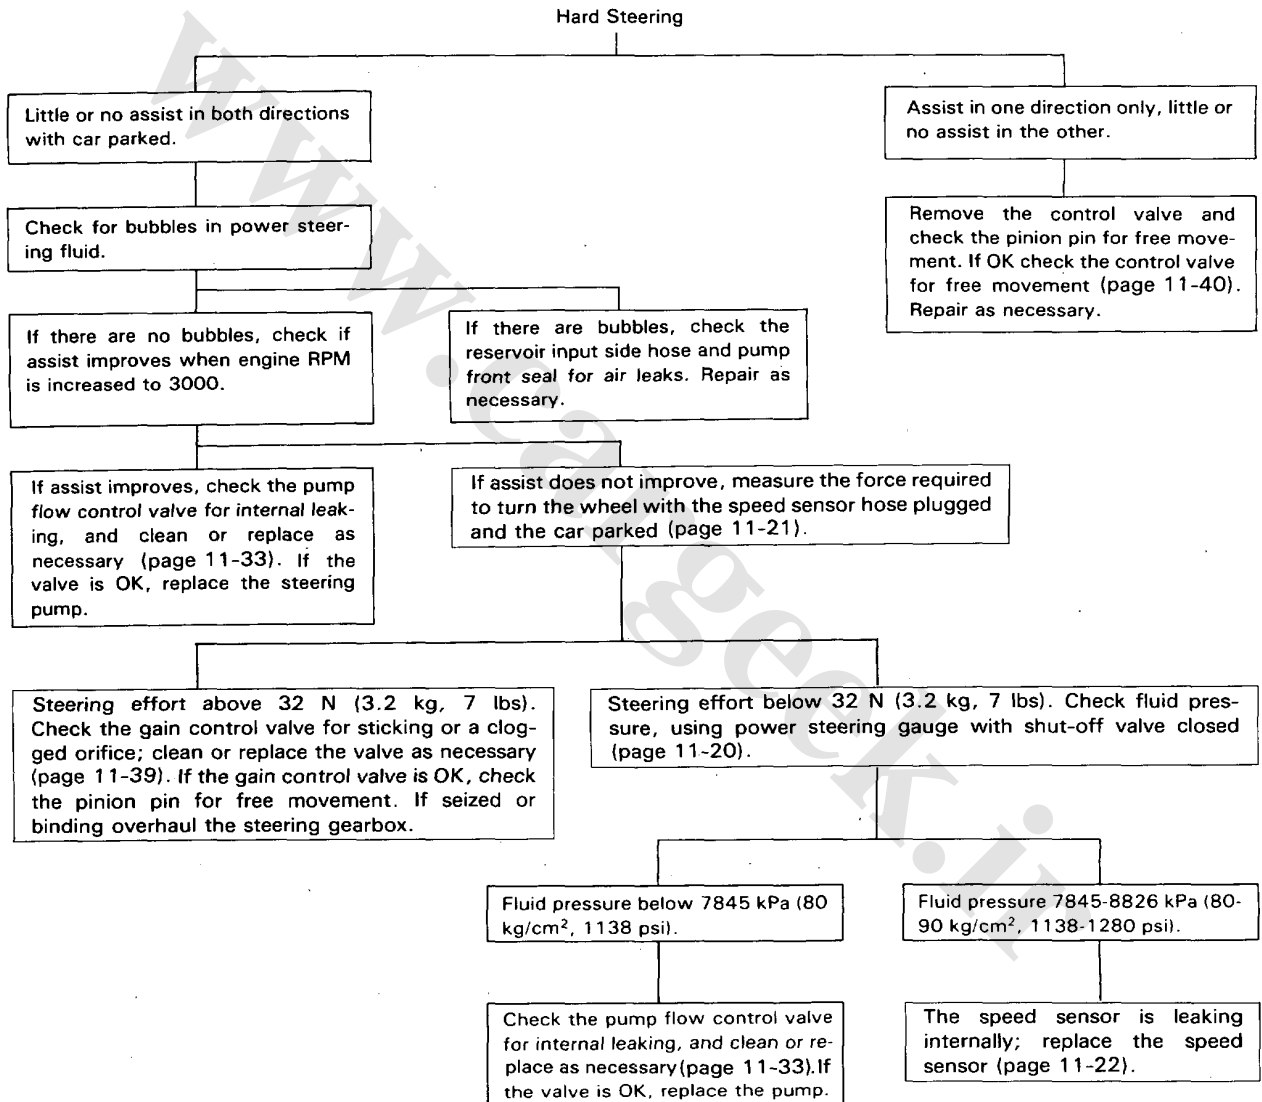 Hard Steering
Little or no assist in both directions
with car parked.
Assist in one direction only, little or
no assist in the other.
Check for bubbles in power steer-
ing fluid.
Remove the control valve and
check the pinion pin for free move-
ment. If OK check the control valve
for free movement (page 11-40).
Repair as necessary.
If there are no bubbles, check if
assist improves when engine RPM
is increased to 3000.
If there are bubbles, check the
reservoir input side hose and pump
front seal for air leaks. Repair as
necessary.
If assist improves, check the pump
flow control valve for internal leak-
ing, and clean or replace as
necessary (page 11-33). If the
valve is OK, replace the steering
pump.
If assist does not improve, measure the force required
to turn the wheel with the speed sensor hose plugged
and the car parked (page 11-21).
Steering effort above 32 N (3.2 kg, 7 lbs).
Check the gain control valve for sticking or a clog-
ged orifice; clean or replace the valve as necessary
(page 11-39). If the gain control valve is OK, check
the pinion pin for free movement. If seized or
binding overhaul the steering gearbox.
Steering effort below 32 N (3.2 kg, 7 lbs). Check fluid pres-
sure, using power steering gauge with shut-off valve closed
(page 11-20).
Fluid pressure below 7845 kPa (80
kg/cm², 1138 psi).
Fluid pressure 7845-8826 kPa (80-
90 kg/cm², 1138-1280 psi).
Check the pump flow control valve
for internal leaking, and clean or re-
place as necessary (page 11-33). If
the valve is OK, replace the pump.
The speed sensor is leaking
internally; replace the speed
sensor (page 11-22).
www.cargeek.ir